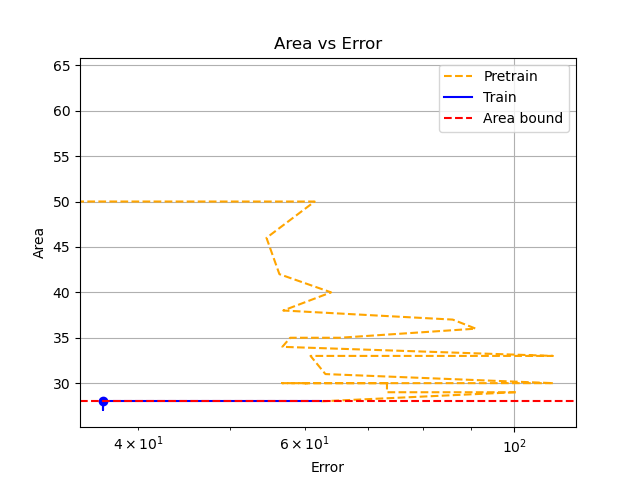 Area vs Error
65
60
55
50
45
40
35
30
Area
Pretrain
Train
Area bound
4 × 10¹
6 × 10¹
10²
Error